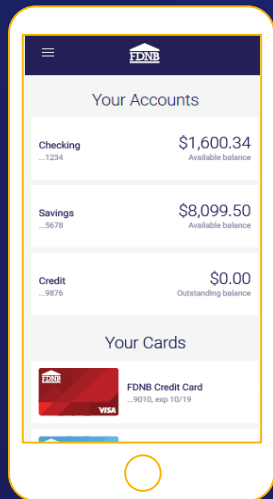 FDNB
Your Accounts
Checking
...1234
$1,600.34
Available balance
Savings
...5678
$8,099.50
Available balance
Credit
...9876
$0.00
Outstanding balance
Your Cards
FDNB
VISA
FDNB Credit Card
...9010, exp 10/19